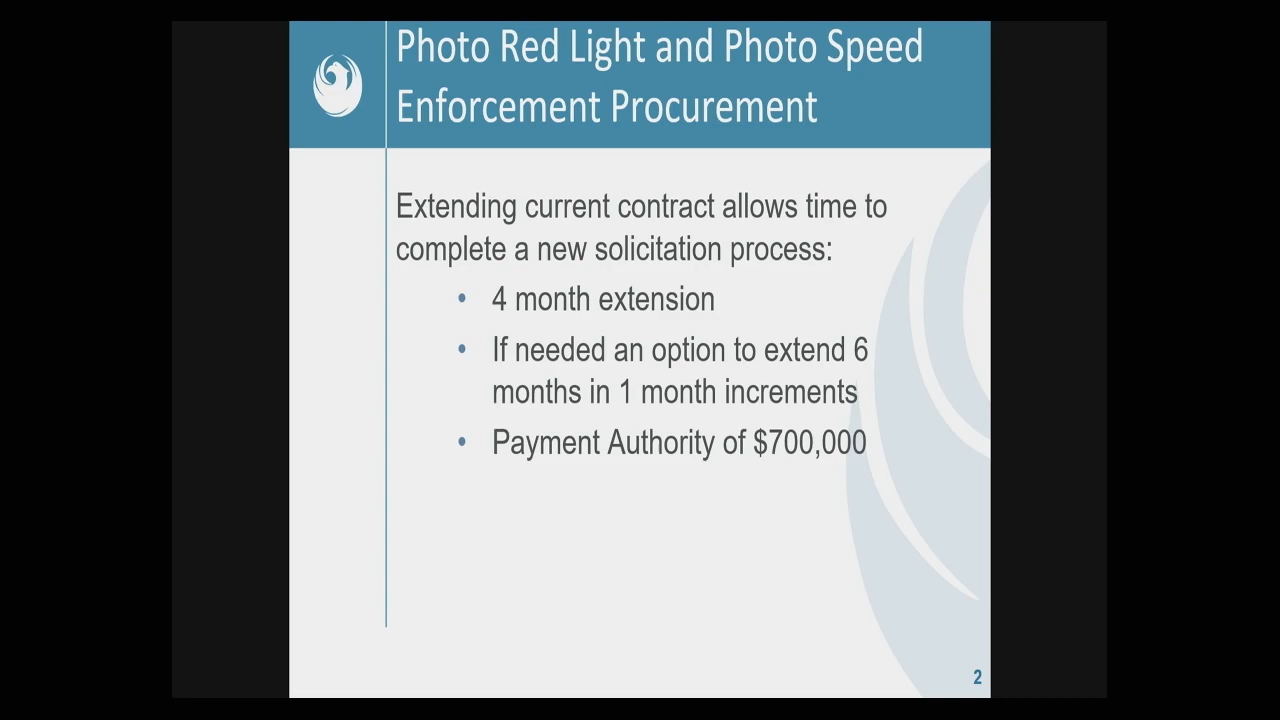 Photo Red Light and Photo Speed
Enforcement Procurement
Extending current contract allows time to
complete a new solicitation process:
• 4 month extension
• If needed an option to extend 6
months in 1 month increments
• Payment Authority of $700,000
2